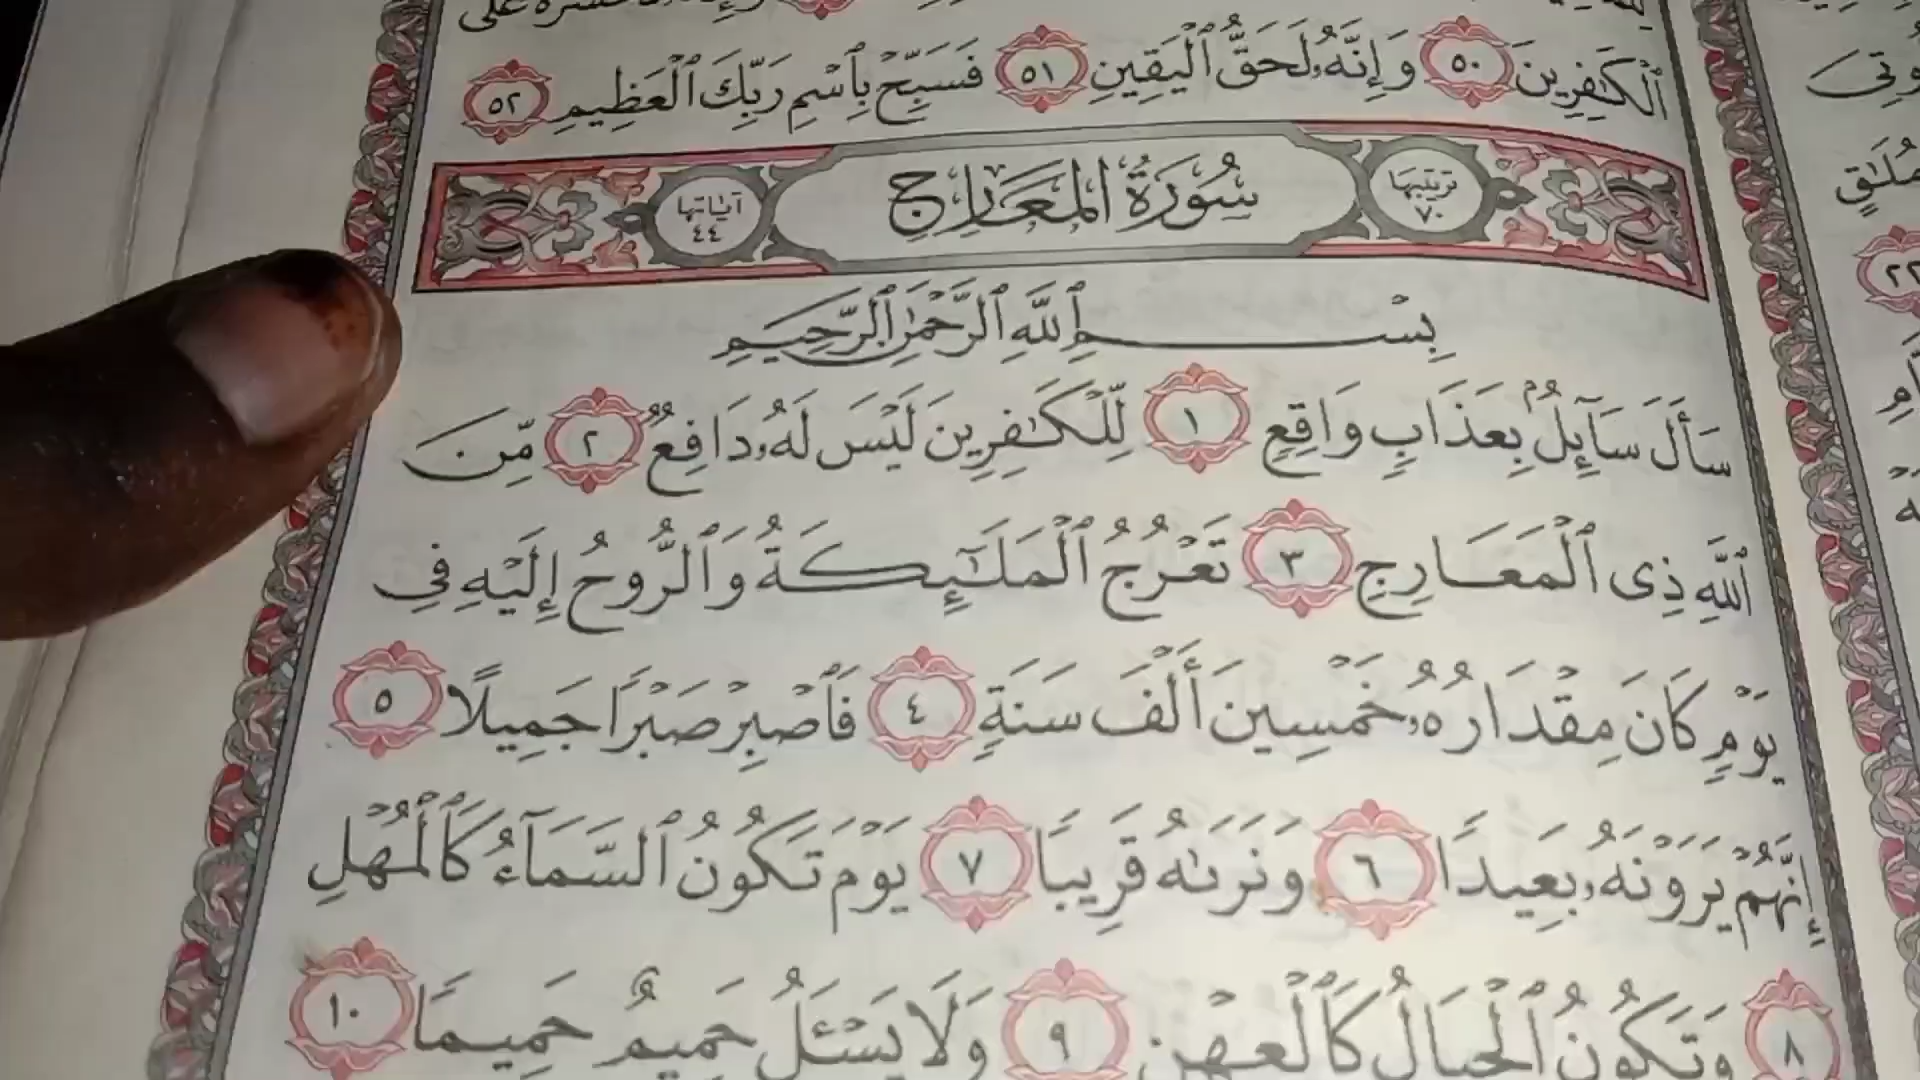 ٱلْكَٰفِرِينَ ٥٠ وَإِنَّهُۥ لَحَقُّ ٱلْيَقِينِ ٥١ فَسَبِّحْ بِٱسْمِ رَبِّكَ ٱلْعَظِيمِ ٥٢
ترتيبها ٧٠ سُورَةُ المَعَارِجِ آياتها ٤٤
بِسْمِ ٱللَّهِ ٱلرَّحْمَٰنِ ٱلرَّحِيمِ
سَأَلَ سَآئِلٌۢ بِعَذَابٍ وَاقِعٍ ١ لِّلْكَٰفِرِينَ لَيْسَ لَهُۥ دَافِعٌ ٢ مِّنَ
ٱللَّهِ ذِى ٱلْمَعَارِجِ ٣ تَعْرُجُ ٱلْمَلَٰٓئِكَةُ وَٱلرُّوحُ إِلَيْهِ فِى
يَوْمٍ كَانَ مِقْدَارُهُۥ خَمْسِينَ أَلْفَ سَنَةٍ ٤ فَٱصْبِرْ صَبْرًا جَمِيلًا ٥
إِنَّهُمْ يَرَوْنَهُۥ بَعِيدًا ٦ وَنَرَىٰهُ قَرِيبًا ٧ يَوْمَ تَكُونُ ٱلسَّمَآءُ كَٱلْمُهْلِ
٨ وَتَكُونُ ٱلْجِبَالُ كَٱلْعِهْنِ ٩ وَلَا يَسْـَٔلُ حَمِيمٌ حَمِيمًا ١٠